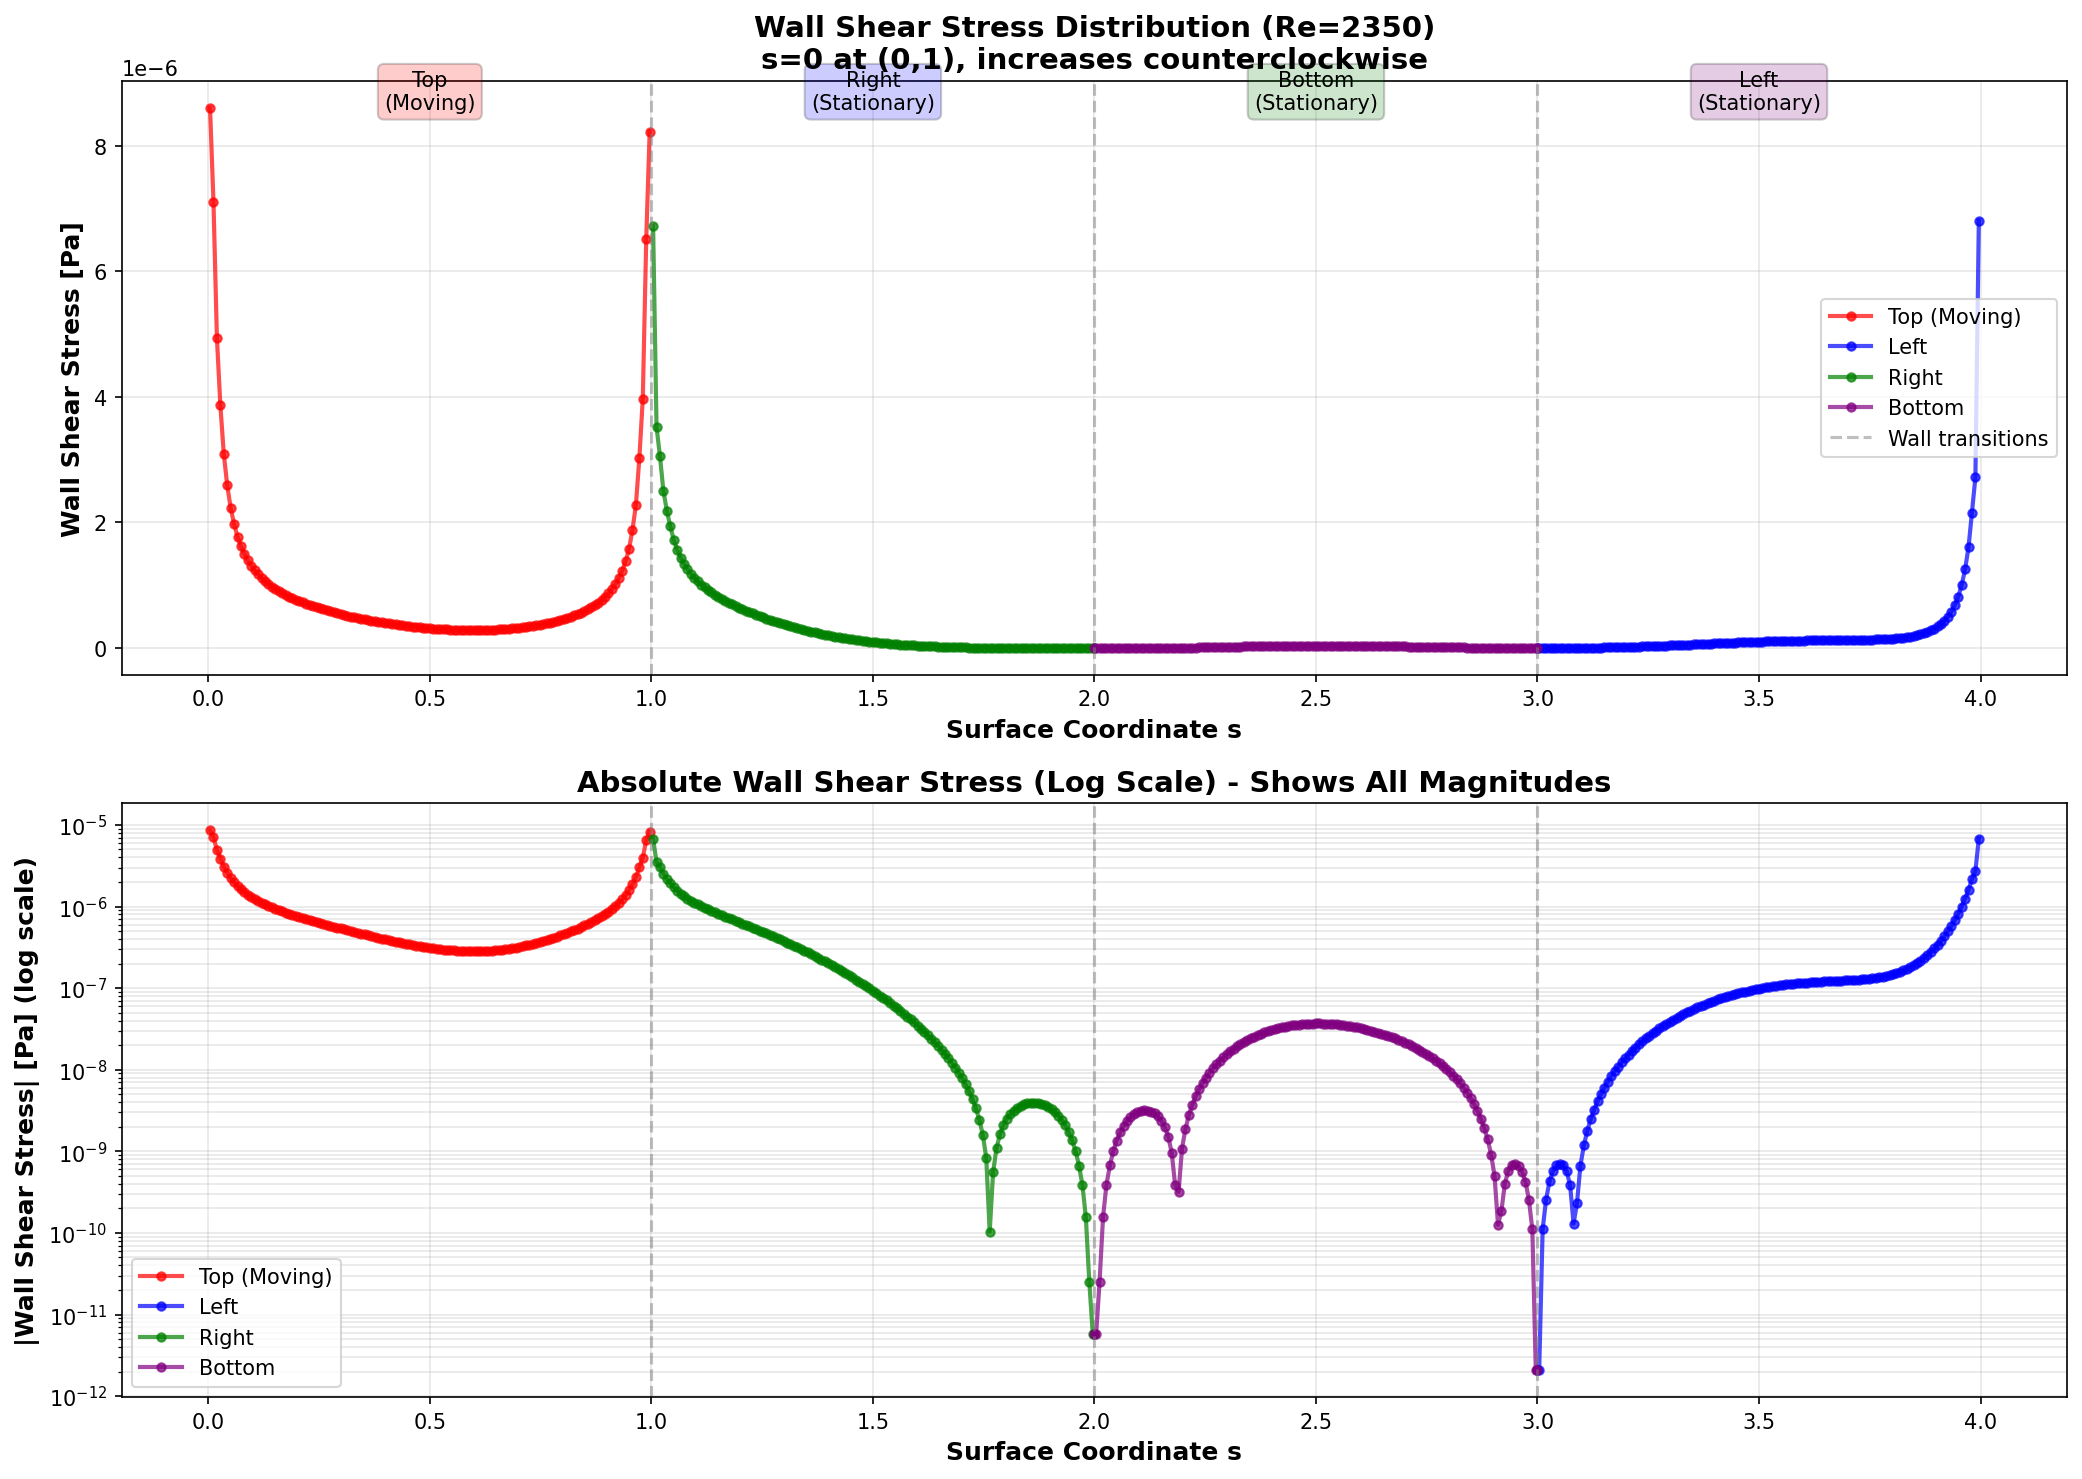 Wall Shear Stress Distribution (Re=2350)
s=0 at (0,1), increases counterclockwise
1e−6
Top
(Moving)
Right
(Stationary)
Bottom
(Stationary)
Left
(Stationary)
Wall Shear Stress [Pa]
8
6
4
2
0
Top (Moving)
Left
Right
Bottom
Wall transitions
0.0 0.5 1.0 1.5 2.0 2.5 3.0 3.5 4.0
Surface Coordinate s
Absolute Wall Shear Stress (Log Scale) - Shows All Magnitudes
|Wall Shear Stress| [Pa] (log scale)
10⁻⁵
10⁻⁶
10⁻⁷
10⁻⁸
10⁻⁹
10⁻¹⁰
10⁻¹¹
10⁻¹²
Top (Moving)
Left
Right
Bottom
0.0 0.5 1.0 1.5 2.0 2.5 3.0 3.5 4.0
Surface Coordinate s